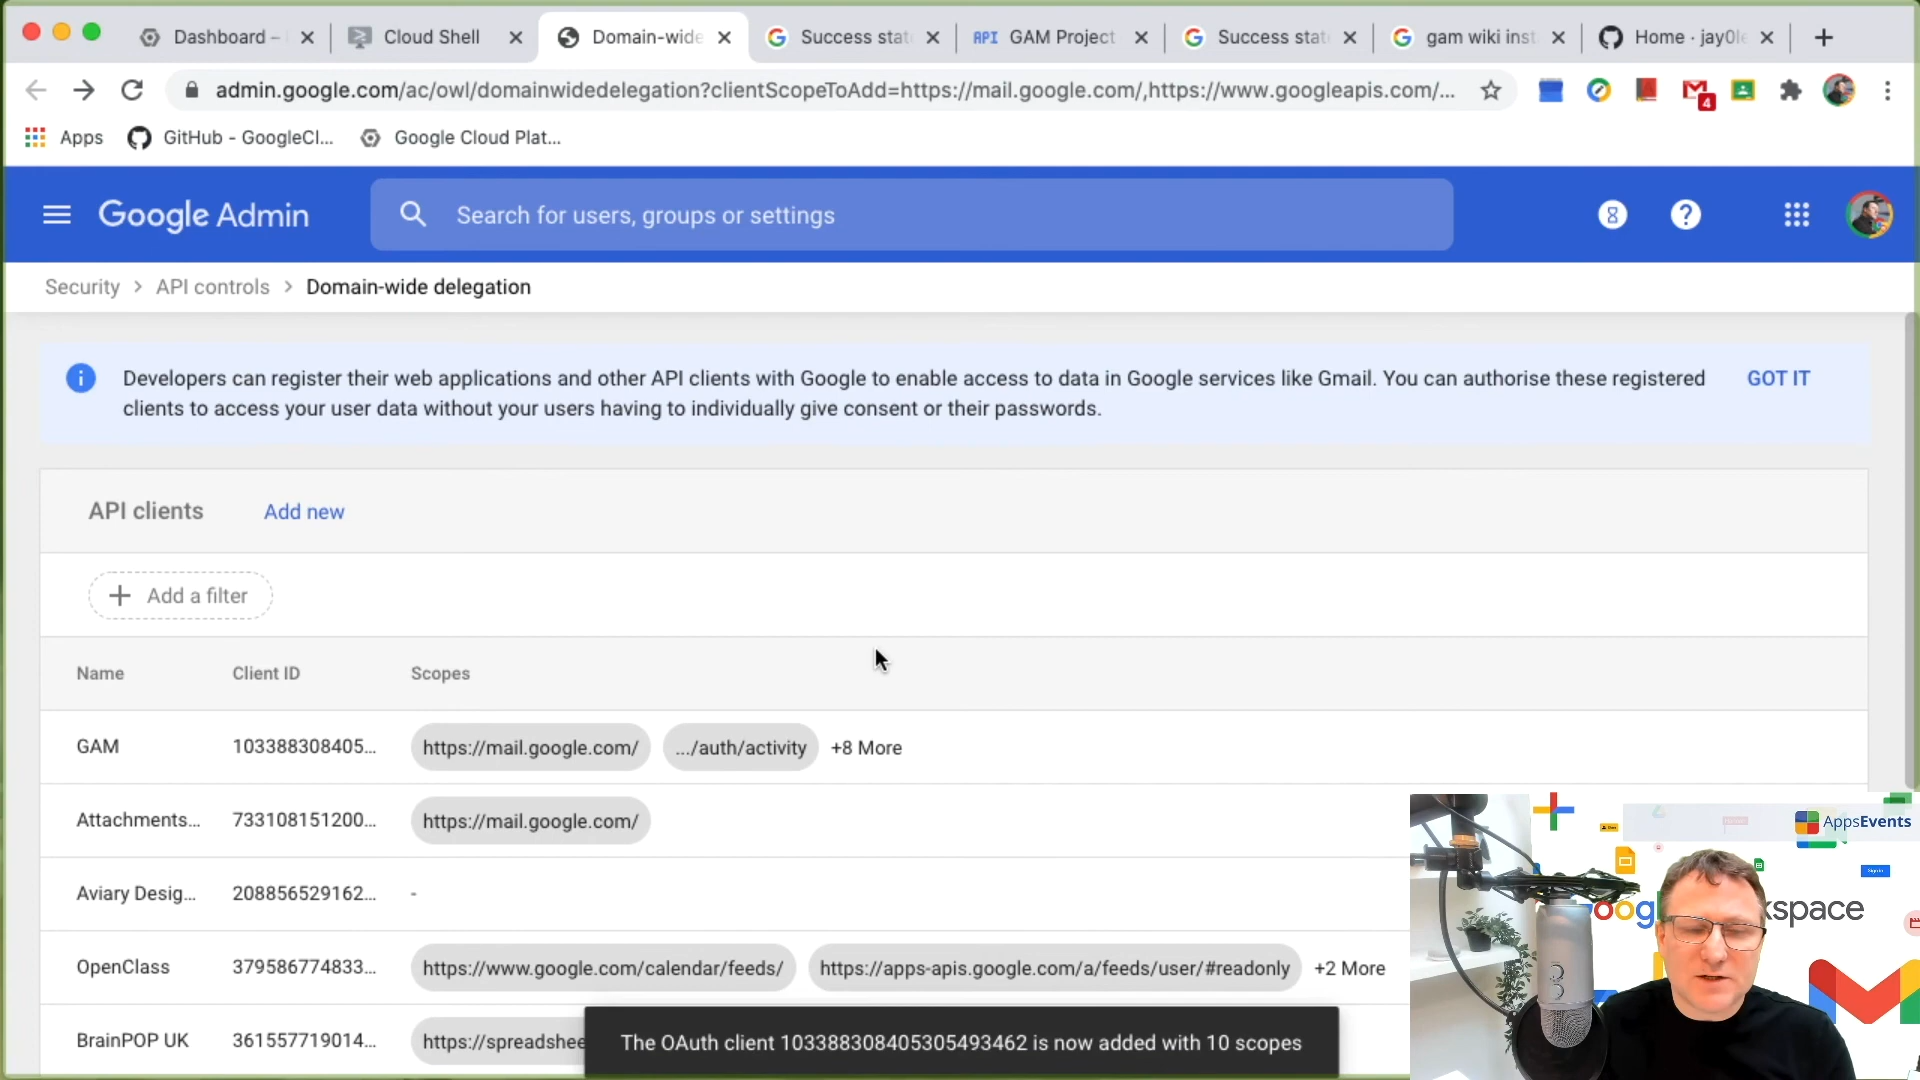 Dashboard –
Cloud Shell
Domain-wide
Success stat
API GAM Project
Success stat
gam wiki inst
Home · jay0l
admin.google.com/ac/owl/domainwidedelegation?clientScopeToAdd=https://mail.google.com/,https://www.googleapis.com/...
4
Apps
GitHub - GoogleCl...
Google Cloud Plat...
Google Admin
Search for users, groups or settings
Security > API controls > Domain-wide delegation
Developers can register their web applications and other API clients with Google to enable access to data in Google services like Gmail. You can authorise these registered
clients to access your user data without your users having to individually give consent or their passwords.
GOT IT
API clients
Add new
Add a filter
Name Client ID Scopes
GAM 103388308405... https://mail.google.com/ .../auth/activity +8 More
Attachments... 733108151200... https://mail.google.com/
Aviary Desig... 208856529162... -
OpenClass 379586774833... https://www.google.com/calendar/feeds/ https://apps-apis.google.com/a/feeds/user/#readonly +2 More
BrainPOP UK 361557719014... https://spreadshee
The OAuth client 103388308405305493462 is now added with 10 scopes
AppsEvents
oog kspace